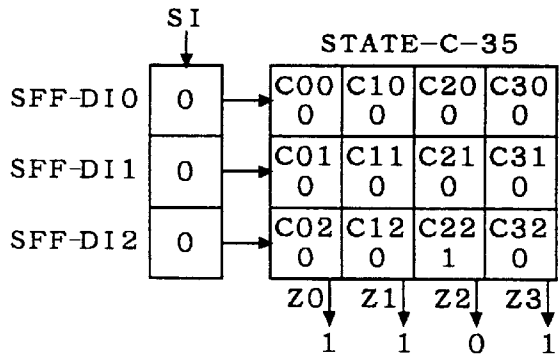 SI
STATE-C-35
SFF-DI0 0 C00 C10 C20 C30
0 0 0 0
SFF-DI1 0 C01 C11 C21 C31
0 0 0 0
SFF-DI2 0 C02 C12 C22 C32
0 0 1 0
Z0 Z1 Z2 Z3
1 1 0 1